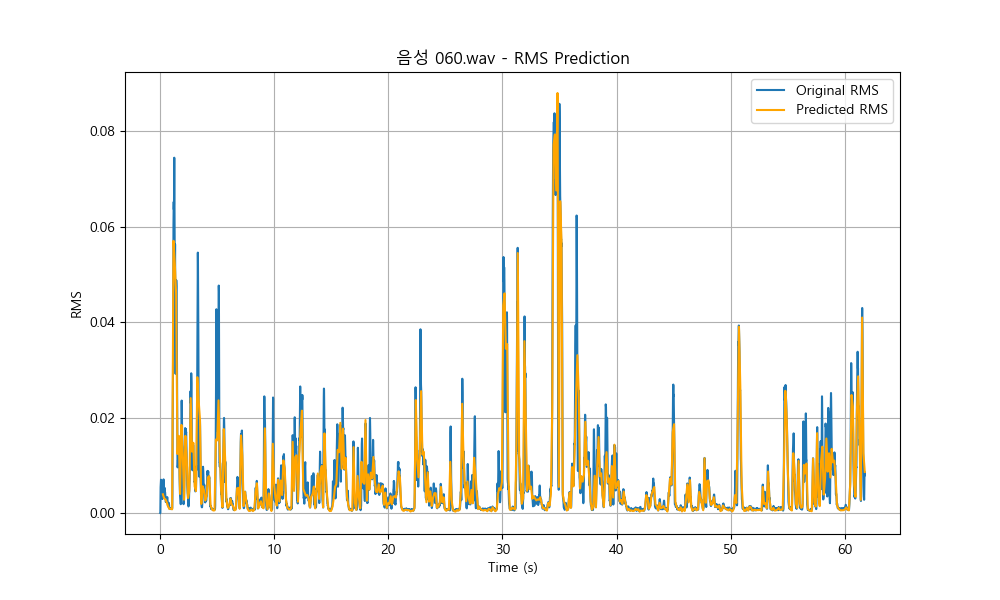 음성 060.wav - RMS Prediction
Original RMS
Predicted RMS
0.08
0.06
0.04
0.02
0.00
RMS
0 10 20 30 40 50 60
Time (s)